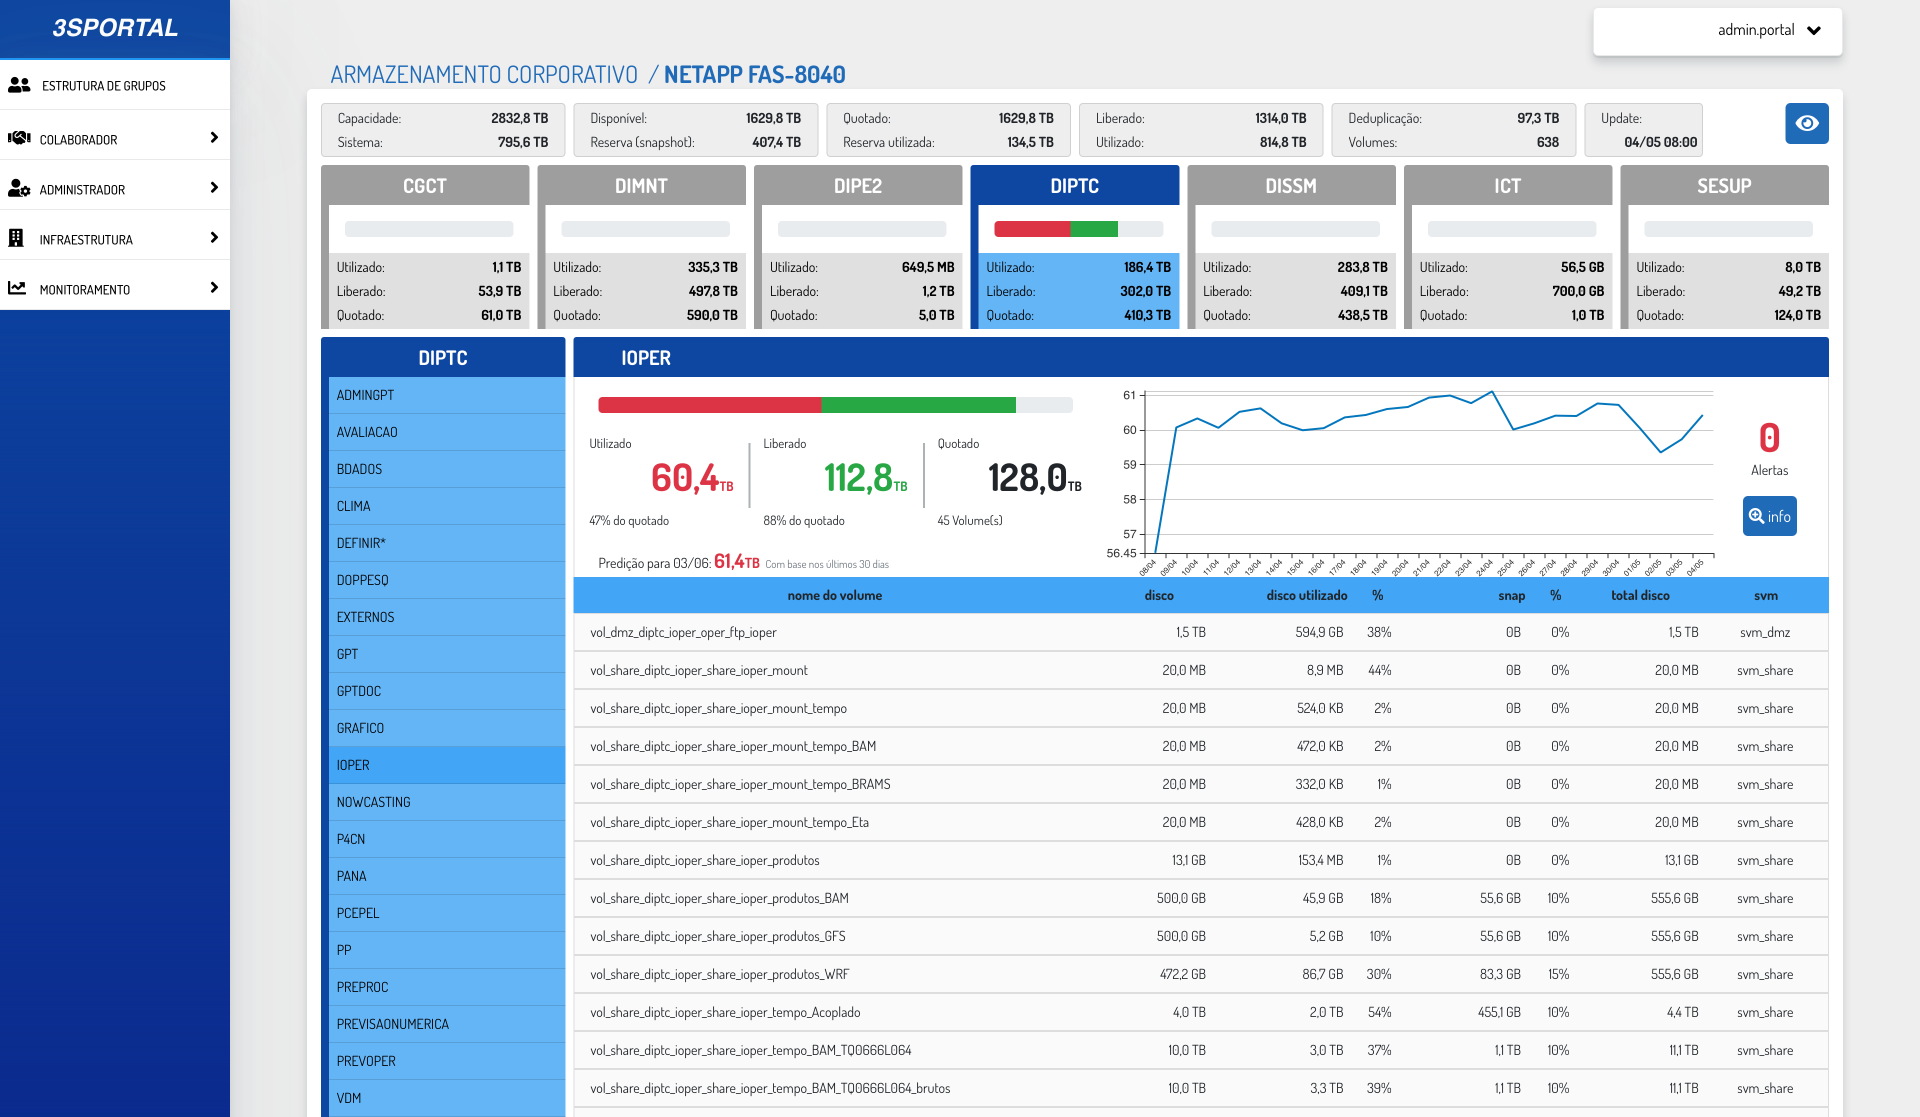 3SPORTAL
admin.portal
ESTRUTURA DE GRUPOS
COLABORADOR
ADMINISTRADOR
INFRAESTRUTURA
MONITORAMENTO
ARMAZENAMENTO CORPORATIVO / NETAPP FAS-8040
Capacidade: 2832,8 TB
Sistema: 795,6 TB
Disponível: 1629,8 TB
Reserva (snapshot): 407,4 TB
Quotado: 1629,8 TB
Reserva utilizada: 134,5 TB
Liberado: 1314,0 TB
Utilizado: 814,8 TB
Deduplicação: 97,3 TB
Volumes: 638
Update:
04/05 08:00
CGCT
Utilizado: 1,1 TB
Liberado: 53,9 TB
Quotado: 61,0 TB
DIMNT
Utilizado: 335,3 TB
Liberado: 497,8 TB
Quotado: 590,0 TB
DIPE2
Utilizado: 649,5 MB
Liberado: 1,2 TB
Quotado: 5,0 TB
DIPTC
Utilizado: 186,4 TB
Liberado: 302,0 TB
Quotado: 410,3 TB
DISSM
Utilizado: 283,8 TB
Liberado: 409,1 TB
Quotado: 438,5 TB
ICT
Utilizado: 56,5 GB
Liberado: 700,0 GB
Quotado: 1,0 TB
SESUP
Utilizado: 8,0 TB
Liberado: 49,2 TB
Quotado: 124,0 TB
DIPTC
ADMINGPT
AVALIACAO
BDADOS
CLIMA
DEFINIR*
DOPPESQ
EXTERNOS
GPT
GPTDOC
GRAFICO
IOPER
NOWCASTING
P4CN
PANA
PCEPEL
PP
PREPROC
PREVISAONUMERICA
PREVOPER
VDM
IOPER
Utilizado
60,4TB
47% do quotado
Liberado
112,8TB
88% do quotado
Quotado
128,0TB
45 Volume(s)
Predição para 03/06: 61,4TB Com base nos últimos 30 dias
61
60
59
58
57
56.45
08/04 09/04 10/04 11/04 12/04 13/04 14/04 15/04 16/04 17/04 18/04 19/04 20/04 21/04 22/04 23/04 24/04 25/04 26/04 27/04 28/04 29/04 30/04 01/05 02/05 03/05 04/05
0
Alertas
info
nome do volume disco disco utilizado % snap % total disco svm
vol_dmz_diptc_ioper_oper_ftp_ioper 1,5 TB 594,9 GB 38% 0B 0% 1,5 TB svm_dmz
vol_share_diptc_ioper_share_ioper_mount 20,0 MB 8,9 MB 44% 0B 0% 20,0 MB svm_share
vol_share_diptc_ioper_share_ioper_mount_tempo 20,0 MB 524,0 KB 2% 0B 0% 20,0 MB svm_share
vol_share_diptc_ioper_share_ioper_mount_tempo_BAM 20,0 MB 472,0 KB 2% 0B 0% 20,0 MB svm_share
vol_share_diptc_ioper_share_ioper_mount_tempo_BRAMS 20,0 MB 332,0 KB 1% 0B 0% 20,0 MB svm_share
vol_share_diptc_ioper_share_ioper_mount_tempo_Eta 20,0 MB 428,0 KB 2% 0B 0% 20,0 MB svm_share
vol_share_diptc_ioper_share_ioper_produtos 13,1 GB 153,4 MB 1% 0B 0% 13,1 GB svm_share
vol_share_diptc_ioper_share_ioper_produtos_BAM 500,0 GB 45,9 GB 18% 55,6 GB 10% 555,6 GB svm_share
vol_share_diptc_ioper_share_ioper_produtos_GFS 500,0 GB 5,2 GB 10% 55,6 GB 10% 555,6 GB svm_share
vol_share_diptc_ioper_share_ioper_produtos_WRF 472,2 GB 86,7 GB 30% 83,3 GB 15% 555,6 GB svm_share
vol_share_diptc_ioper_share_ioper_tempo_Acoplado 4,0 TB 2,0 TB 54% 455,1 GB 10% 4,4 TB svm_share
vol_share_diptc_ioper_share_ioper_tempo_BAM_TQ0666L064 10,0 TB 3,0 TB 37% 1,1 TB 10% 11,1 TB svm_share
vol_share_diptc_ioper_share_ioper_tempo_BAM_TQ0666L064_brutos 10,0 TB 3,3 TB 39% 1,1 TB 10% 11,1 TB svm_share